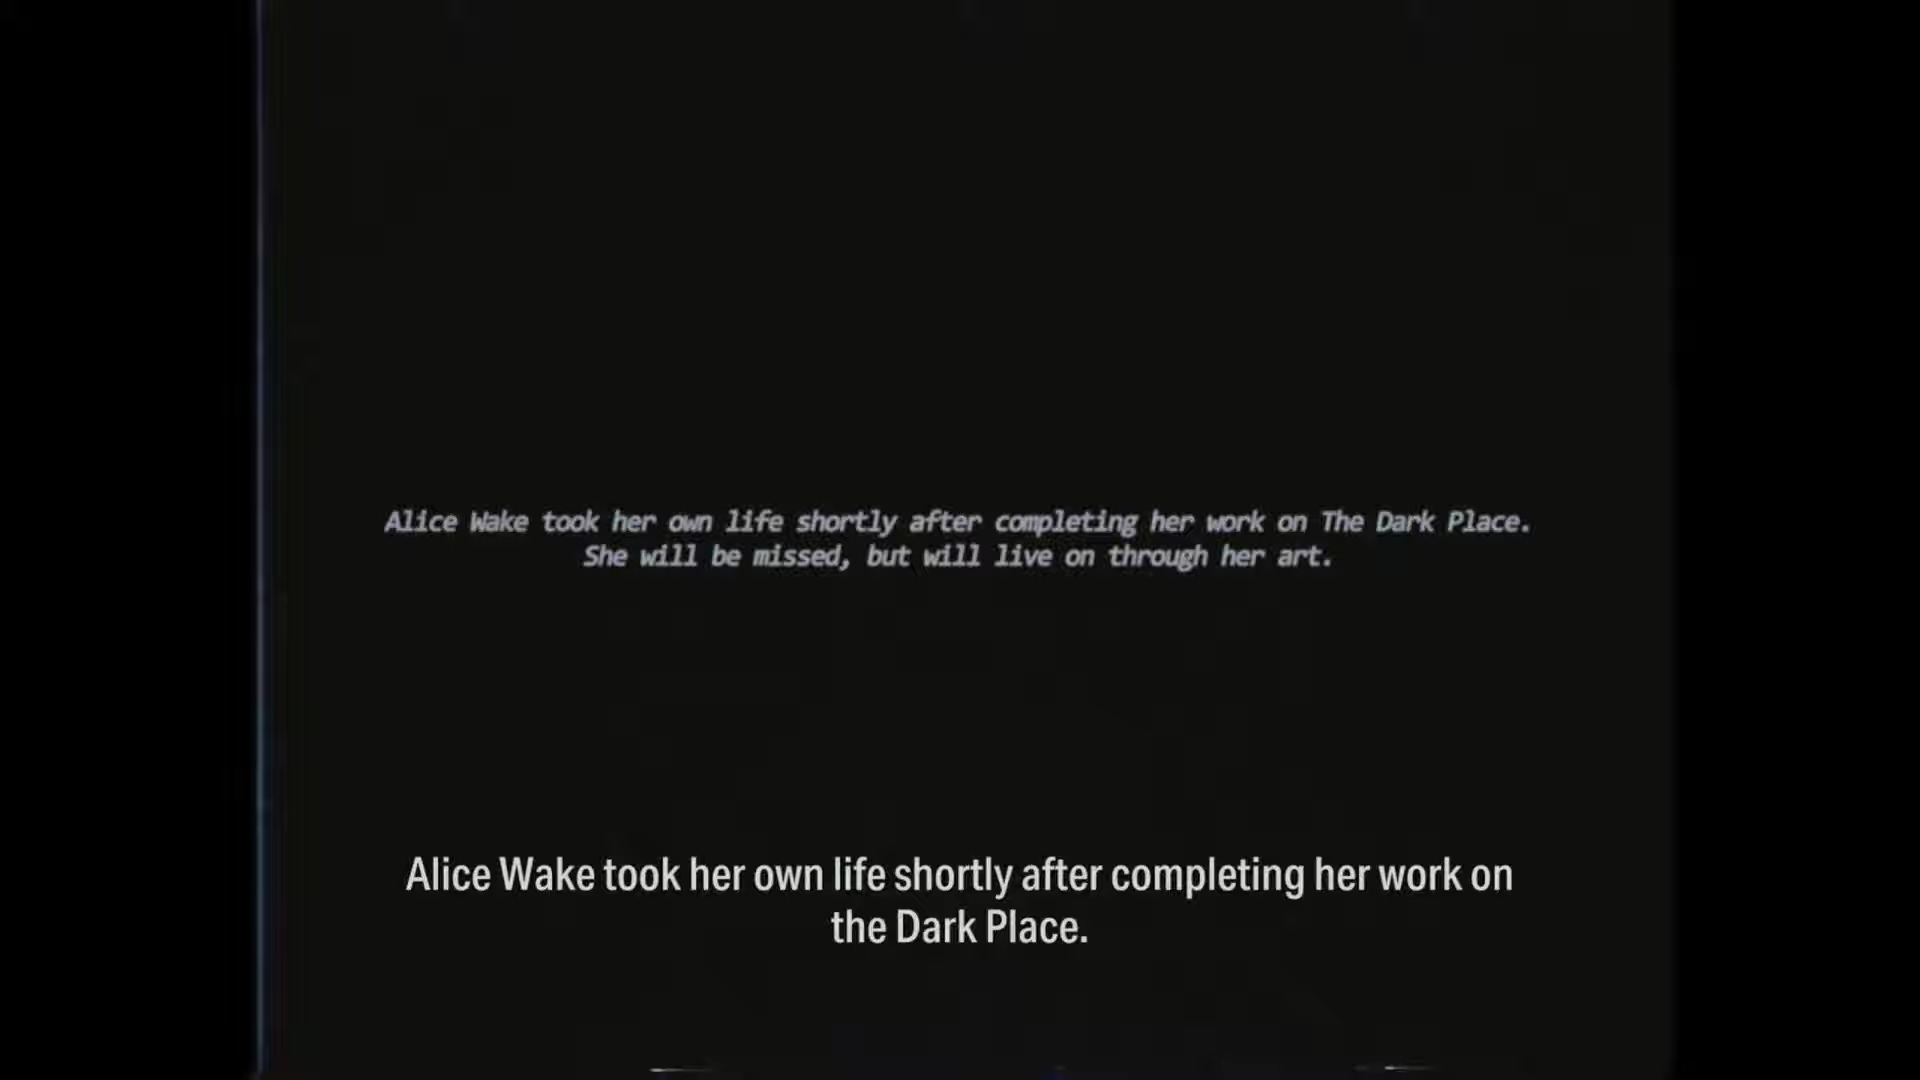 Alice Wake took her own life shortly after completing her work on The Dark Place.
She will be missed, but will live on through her art.
Alice Wake took her own life shortly after completing her work on
the Dark Place.